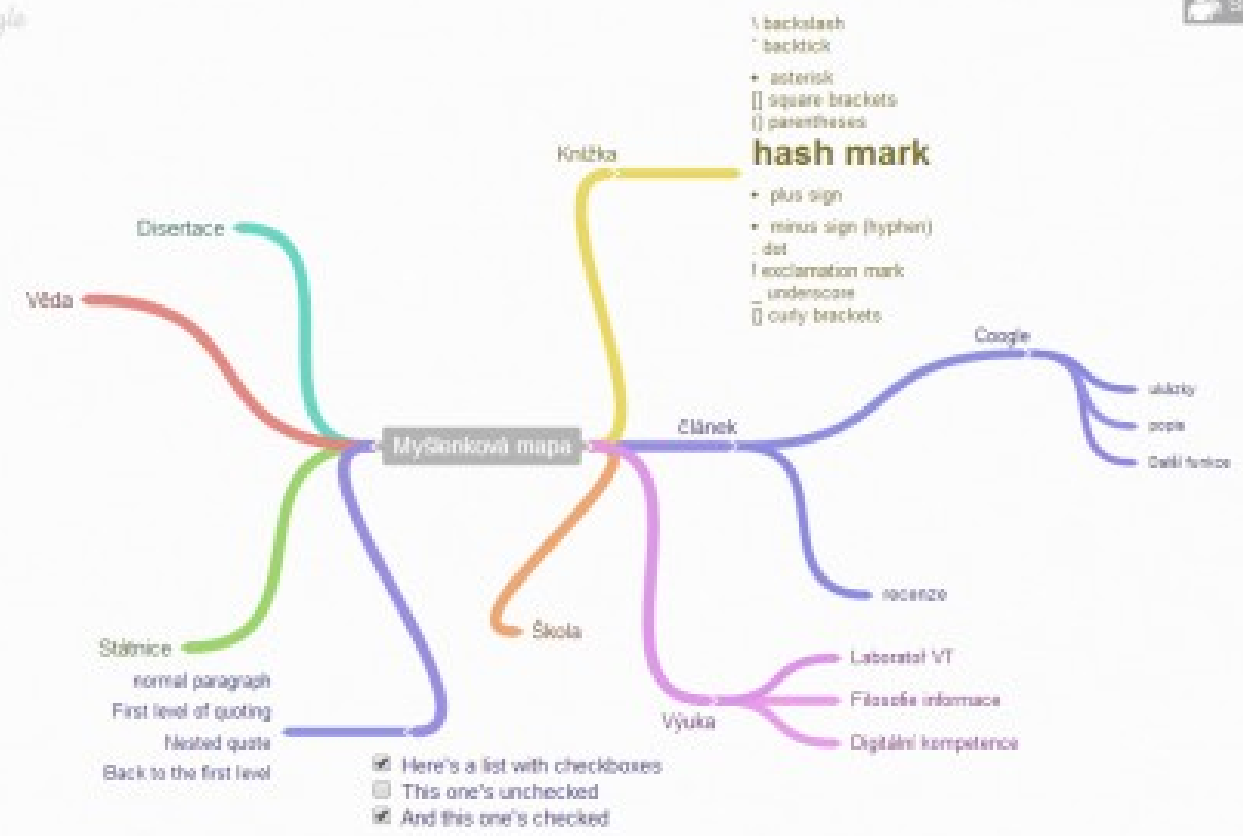 \ backslash
` backtick
• asterisk
[] square brackets
() parentheses
hash mark
• plus sign
• minus sign (hyphen)
. dot
! exclamation mark
_ underscore
{} curly brackets
Knížka
Disertace
Věda
Myšlenková mapa
článek
Coogle
ukázky
popis
Další funkce
recenze
Škola
Státnice
Výuka
Laboratoř VT
Filosofie informace
Digitální kompetence
normal paragraph
First level of quoting
Nested quote
Back to the first level
Here's a list with checkboxes
This one's unchecked
And this one's checked